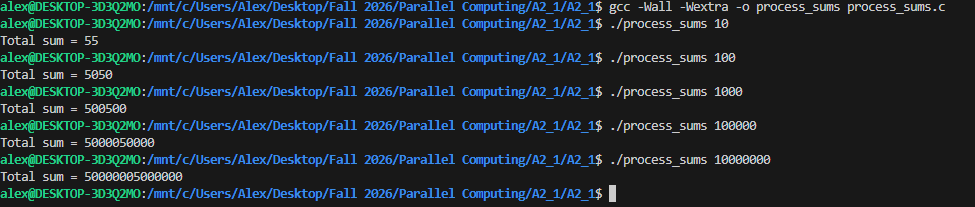 alex@DESKTOP-3D3Q2MO:/mnt/c/Users/Alex/Desktop/Fall 2026/Parallel Computing/A2_1/A2_1$ gcc -Wall -Wextra -o process_sums process_sums.c
alex@DESKTOP-3D3Q2MO:/mnt/c/Users/Alex/Desktop/Fall 2026/Parallel Computing/A2_1/A2_1$ ./process_sums 10
Total sum = 55
alex@DESKTOP-3D3Q2MO:/mnt/c/Users/Alex/Desktop/Fall 2026/Parallel Computing/A2_1/A2_1$ ./process_sums 100
Total sum = 5050
alex@DESKTOP-3D3Q2MO:/mnt/c/Users/Alex/Desktop/Fall 2026/Parallel Computing/A2_1/A2_1$ ./process_sums 1000
Total sum = 500500
alex@DESKTOP-3D3Q2MO:/mnt/c/Users/Alex/Desktop/Fall 2026/Parallel Computing/A2_1/A2_1$ ./process_sums 100000
Total sum = 5000050000
alex@DESKTOP-3D3Q2MO:/mnt/c/Users/Alex/Desktop/Fall 2026/Parallel Computing/A2_1/A2_1$ ./process_sums 10000000
Total sum = 50000005000000
alex@DESKTOP-3D3Q2MO:/mnt/c/Users/Alex/Desktop/Fall 2026/Parallel Computing/A2_1/A2_1$